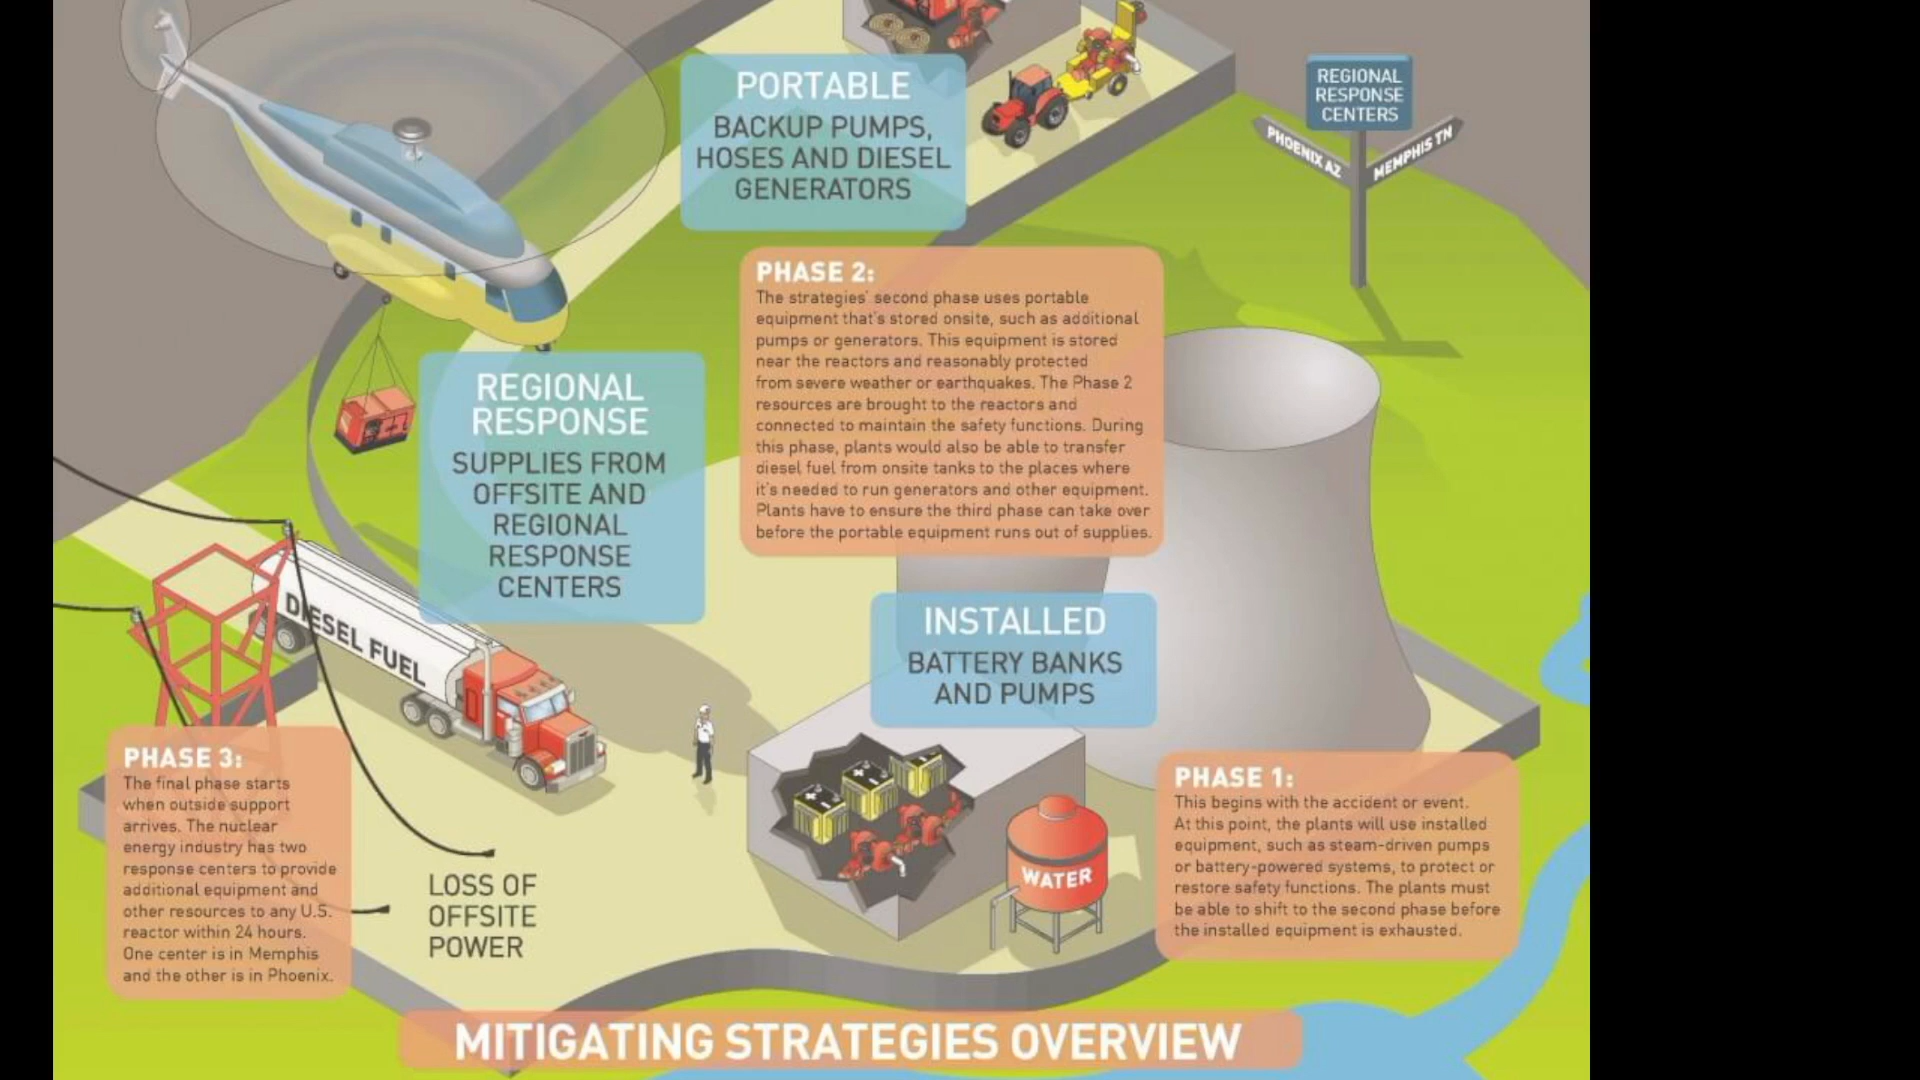 PORTABLE
BACKUP PUMPS,
HOSES AND DIESEL
GENERATORS
REGIONAL
RESPONSE
CENTERS
PHOENIX AZ
MEMPHIS TN
PHASE 2:
The strategies' second phase uses portable
equipment that's stored onsite, such as additional
pumps or generators. This equipment is stored
near the reactors and reasonably protected
from severe weather or earthquakes. The Phase 2
resources are brought to the reactors and
connected to maintain the safety functions. During
this phase, plants would also be able to transfer
diesel fuel from onsite tanks to the places where
it's needed to run generators and other equipment.
Plants have to ensure the third phase can take over
before the portable equipment runs out of supplies.
REGIONAL
RESPONSE
SUPPLIES FROM
OFFSITE AND
REGIONAL
RESPONSE
CENTERS
DIESEL FUEL
INSTALLED
BATTERY BANKS
AND PUMPS
PHASE 3:
The final phase starts
when outside support
arrives. The nuclear
energy industry has two
response centers to provide
additional equipment and
other resources to any U.S.
reactor within 24 hours.
One center is in Memphis
and the other is in Phoenix.
LOSS OF
OFFSITE
POWER
WATER
PHASE 1:
This begins with the accident or event.
At this point, the plants will use installed
equipment, such as steam-driven pumps
or battery-powered systems, to protect or
restore safety functions. The plants must
be able to shift to the second phase before
the installed equipment is exhausted.
MITIGATING STRATEGIES OVERVIEW